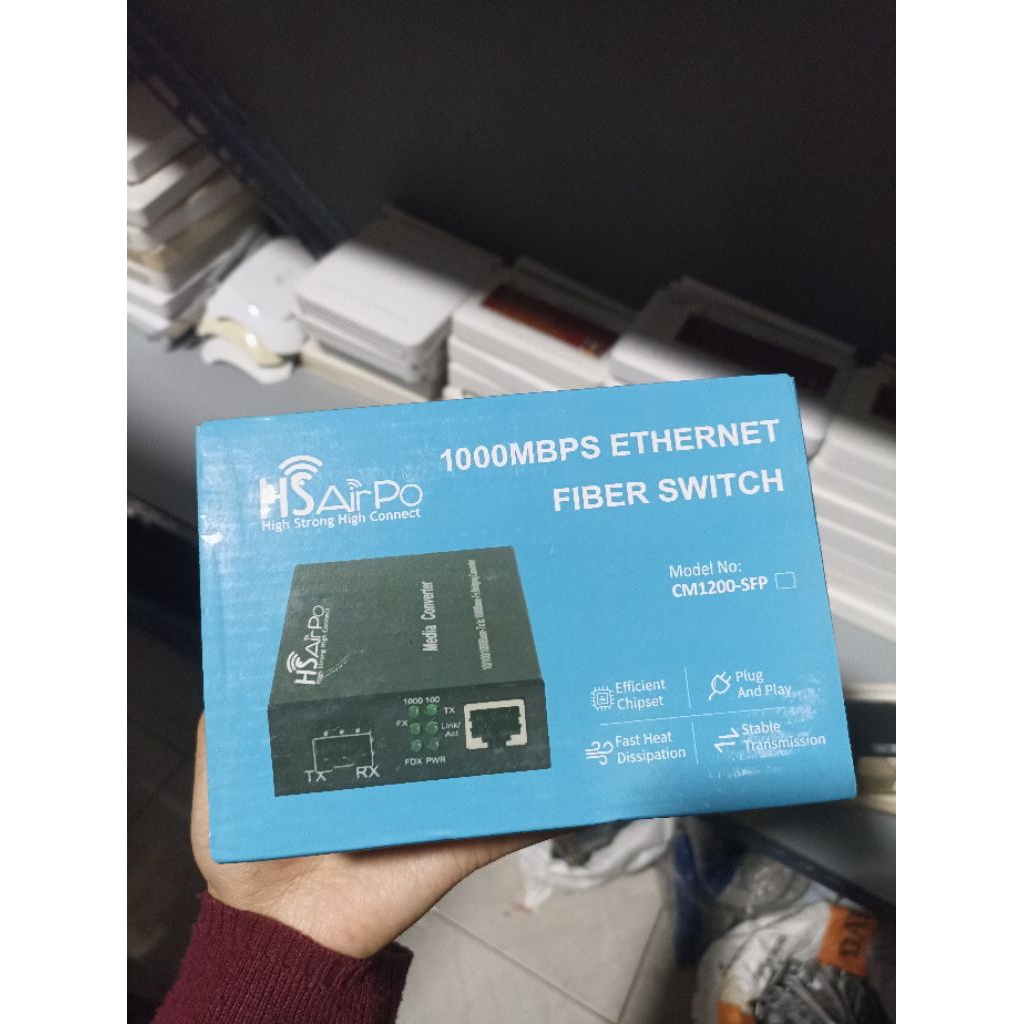 HSAirPo
High Strong High Connect
1000MBPS ETHERNET
FIBER SWITCH
Model No:
CM1200-SFP
HSAirPo
High Strong High Connect
Media Converter
1000 100
FX
TX
Link/
Act
FDX PWR
TX
RX
Efficient
Chipset
Plug
And Play
Fast Heat
Dissipation
Stable
Transmission